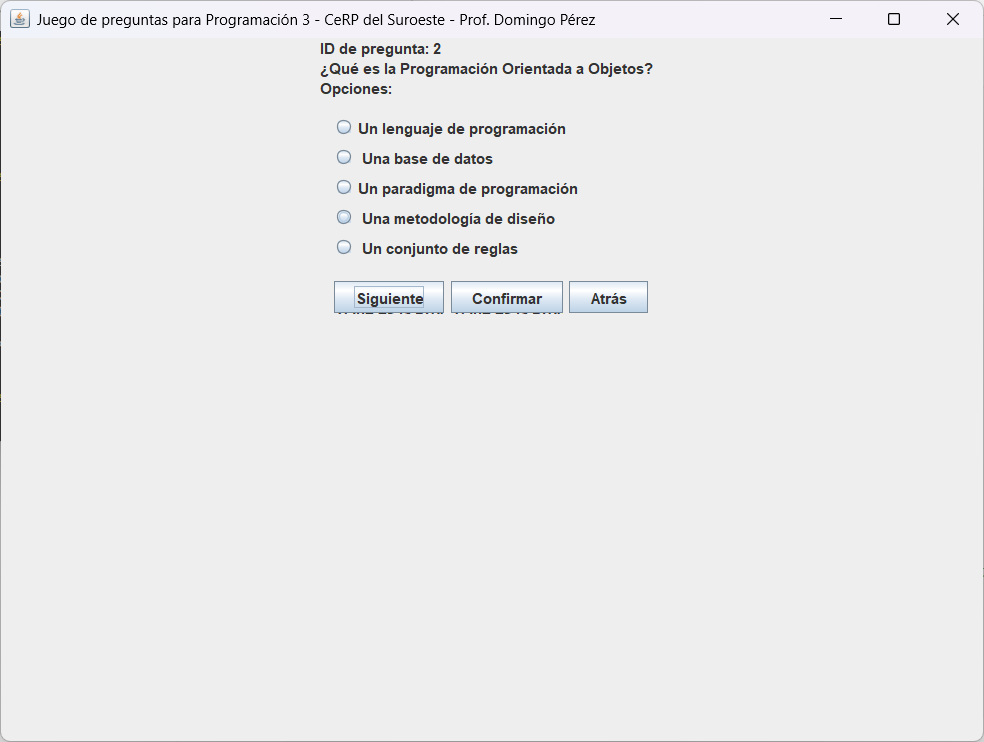 Juego de preguntas para Programación 3 - CeRP del Suroeste - Prof. Domingo Pérez
ID de pregunta: 2
¿Qué es la Programación Orientada a Objetos?
Opciones:
Un lenguaje de programación
Una base de datos
Un paradigma de programación
Una metodología de diseño
Un conjunto de reglas
Siguiente Confirmar Atrás